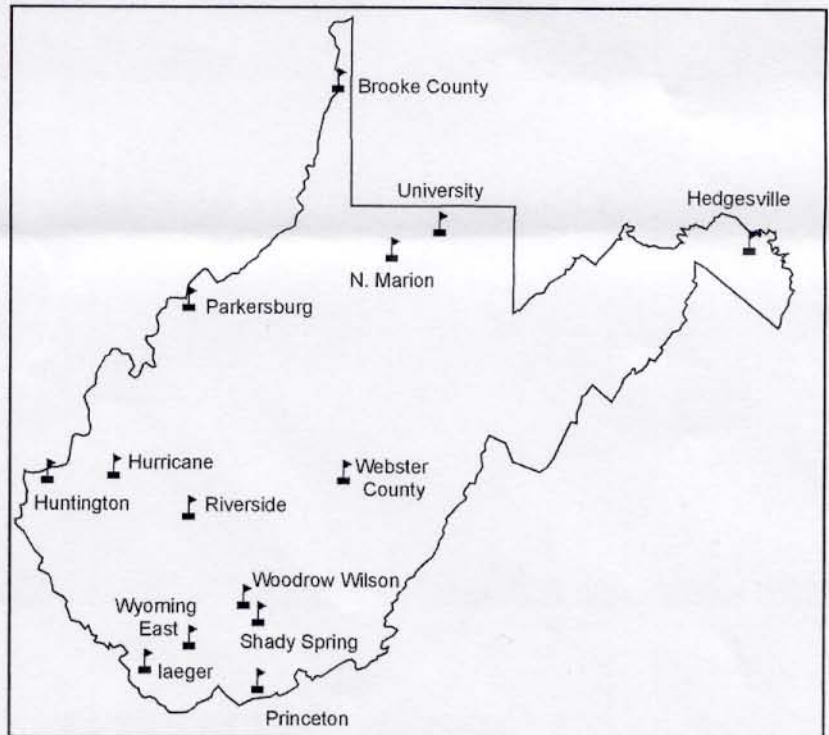 Brooke County
University
Hedgesville
N. Marion
Parkersburg
Hurricane
Huntington
Webster
County
Riverside
Woodrow Wilson
Wyoming
East
Shady Spring
Iaeger
Princeton